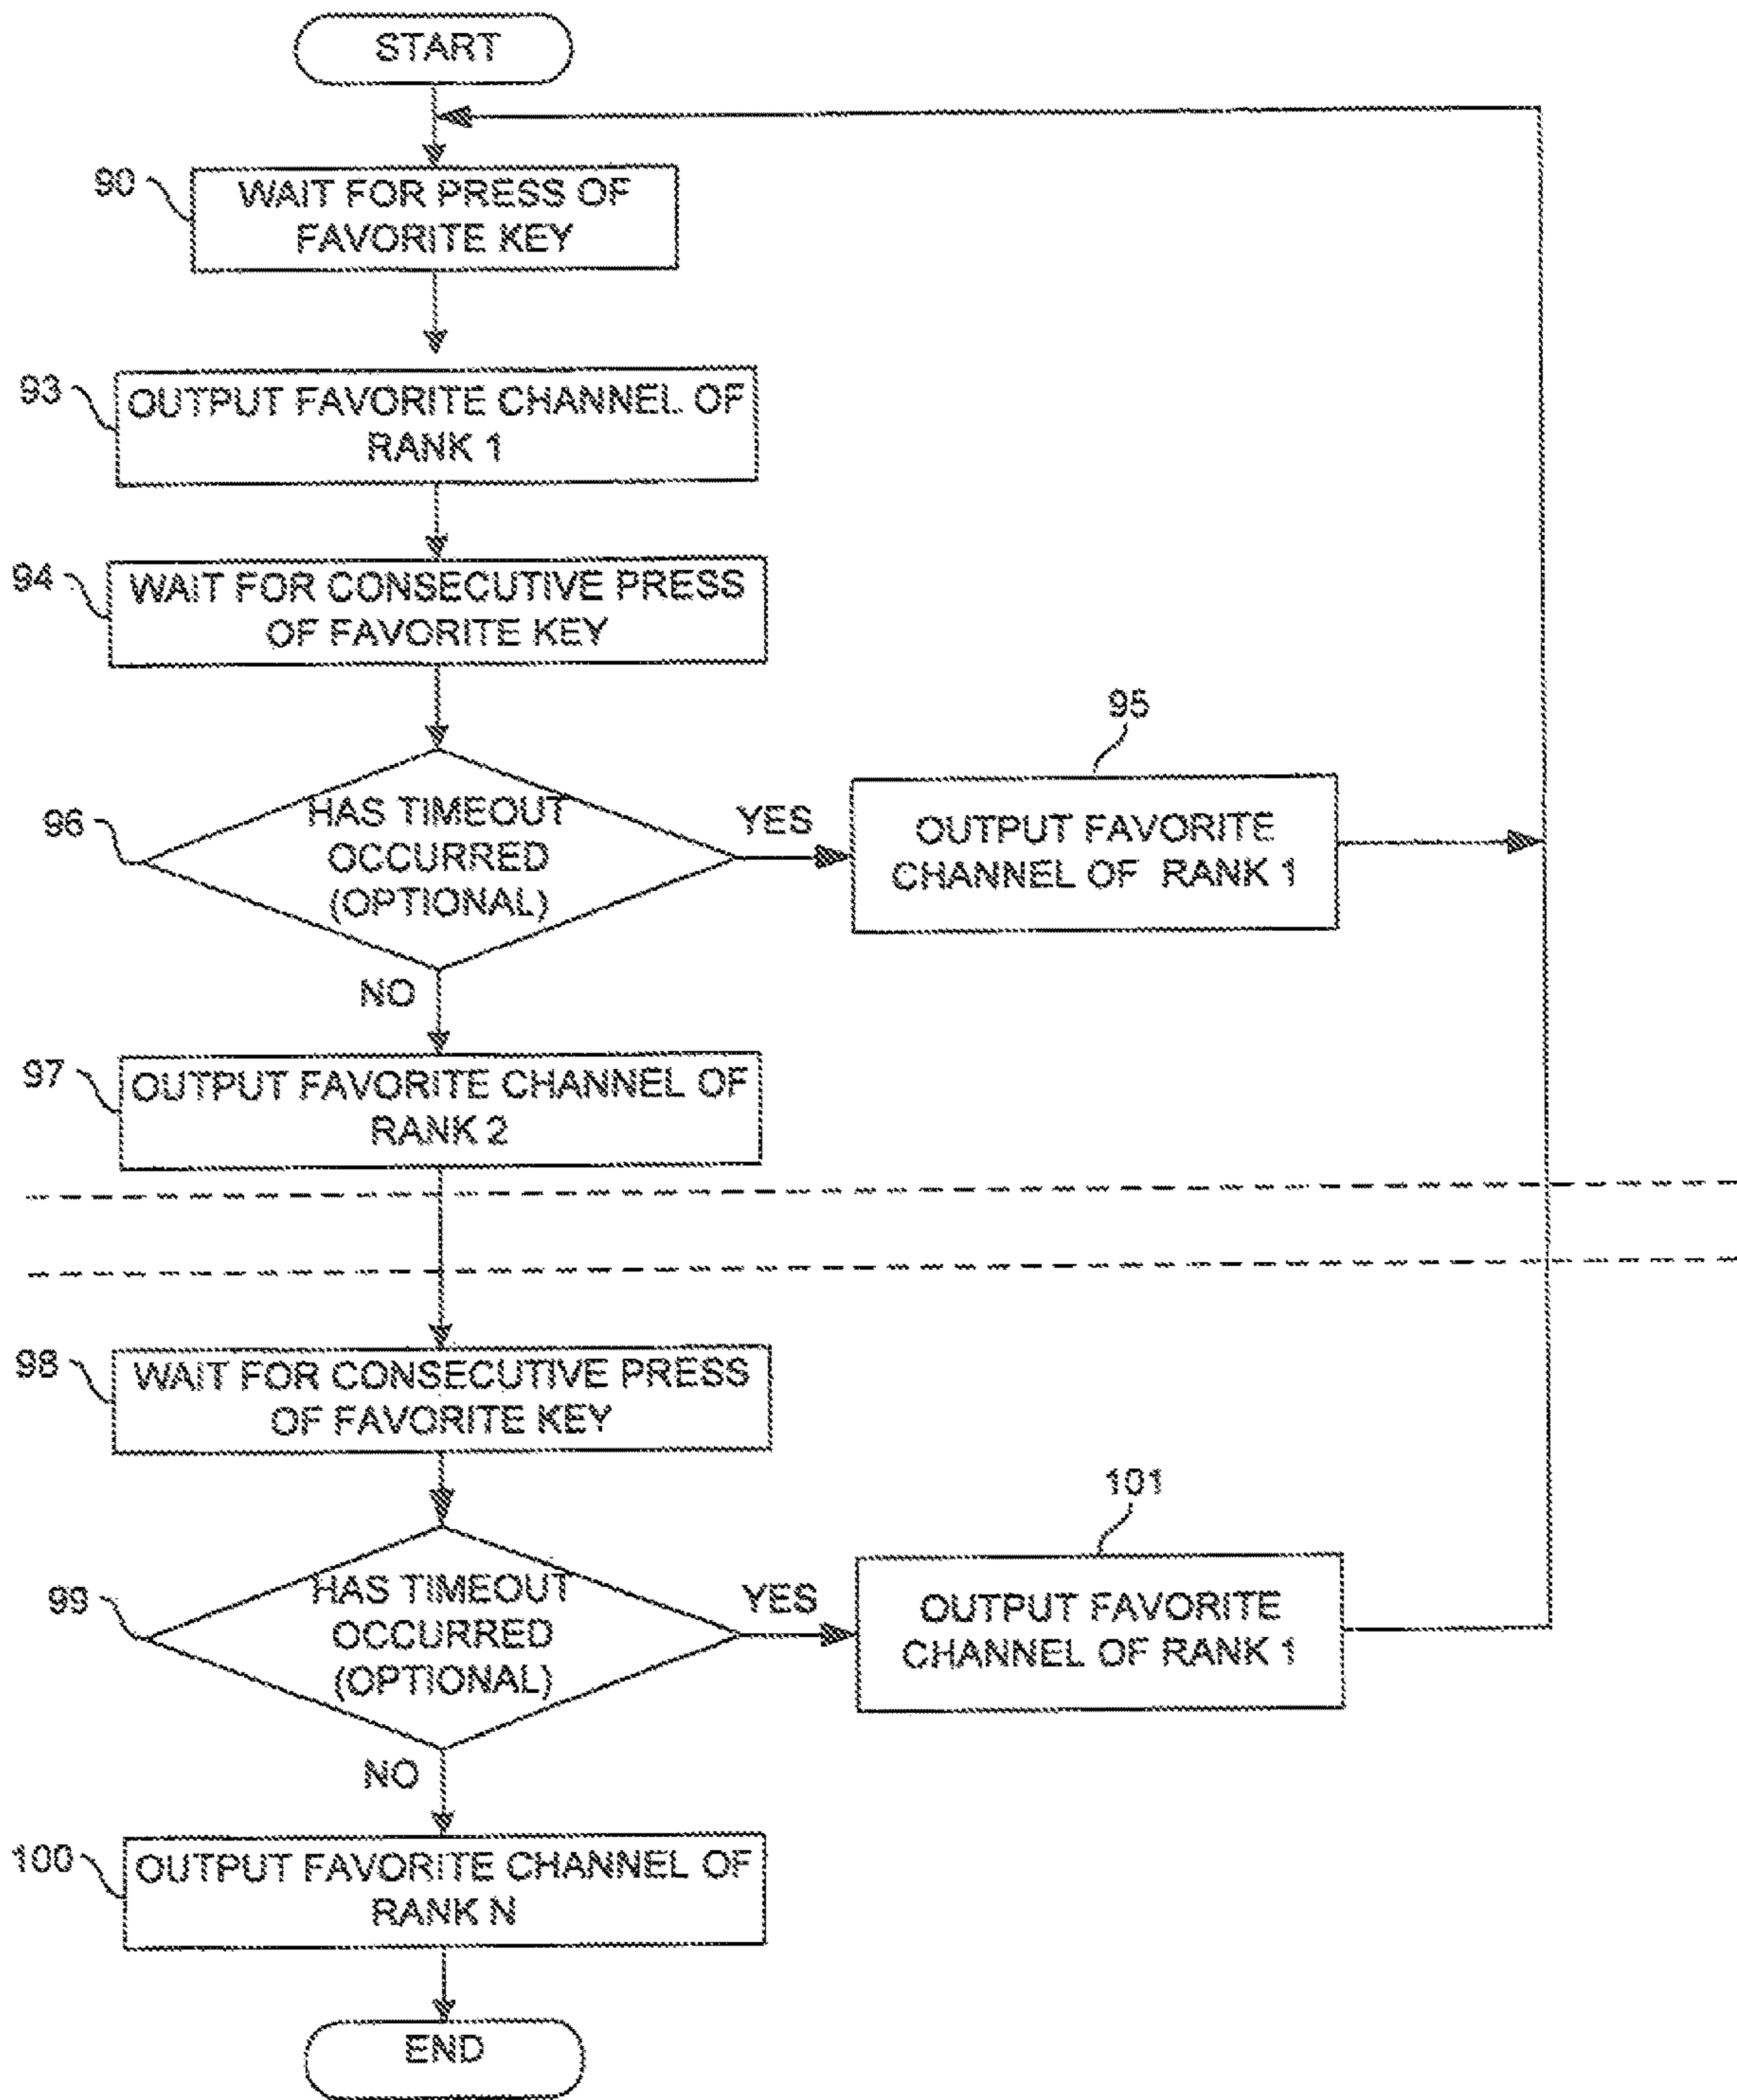 START
90
WAIT FOR PRESS OF
FAVORITE KEY
93
OUTPUT FAVORITE CHANNEL OF
RANK 1
94
WAIT FOR CONSECUTIVE PRESS
OF FAVORITE KEY
95
96
HAS TIMEOUT
OCCURRED
(OPTIONAL)
YES
OUTPUT FAVORITE
CHANNEL OF RANK 1
NO
97
OUTPUT FAVORITE CHANNEL OF
RANK 2
98
WAIT FOR CONSECUTIVE PRESS
OF FAVORITE KEY
101
99
HAS TIMEOUT
OCCURRED
(OPTIONAL)
YES
OUTPUT FAVORITE
CHANNEL OF RANK 1
NO
100
OUTPUT FAVORITE CHANNEL OF
RANK N
END